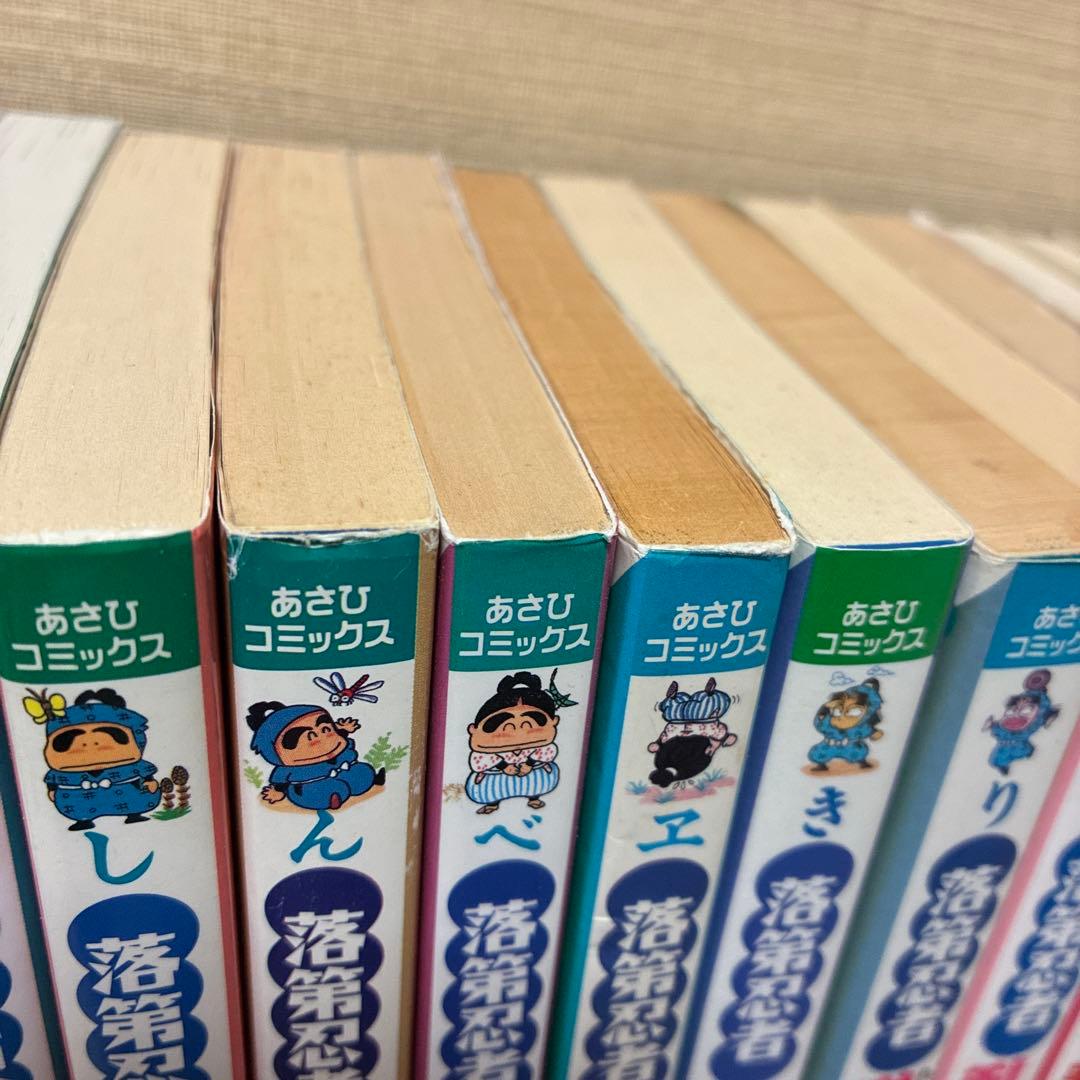 あさひ
コミックス
し
落第忍
あさひ
コミックス
ん
落第忍
あさひ
コミックス
べ
落第忍者
あさひ
コミックス
ヱ
落第忍者
あさひ
コミックス
き
落第忍者
あさ
コミック
り
落第忍者